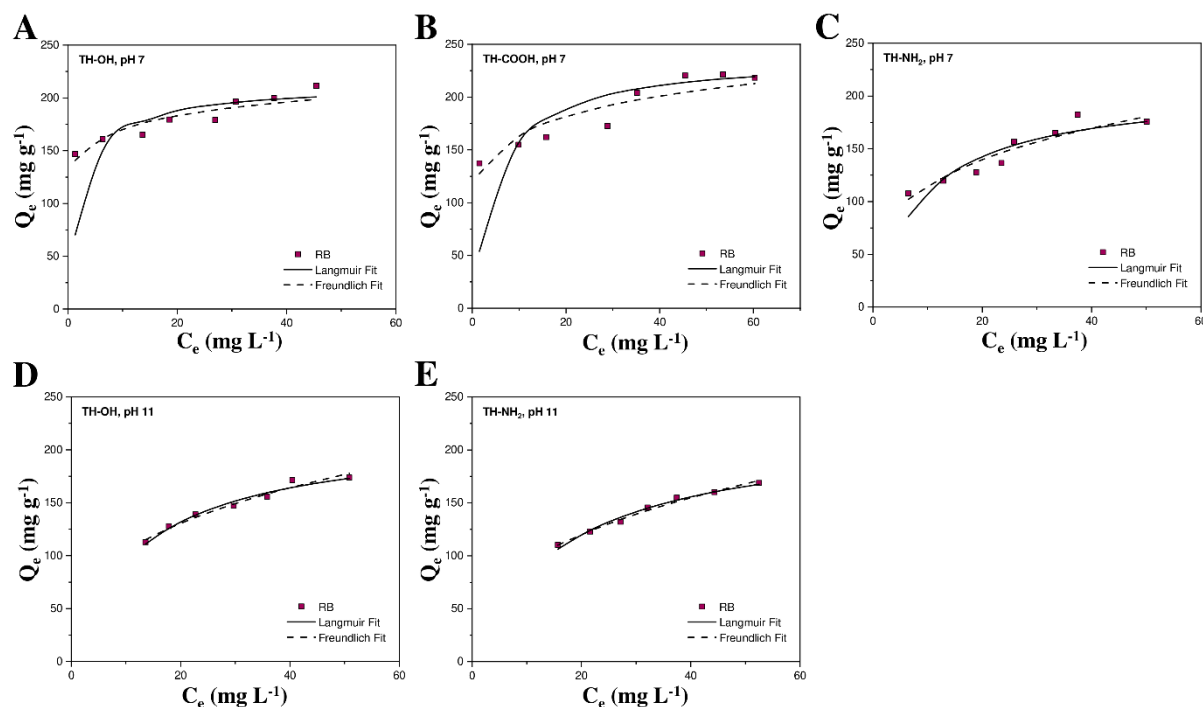 A
TH-OH, pH 7
250
200
150
100
50
0
0
20
40
60
Qe (mg g-1)
Ce (mg L-1)
RB
Langmuir Fit
Freundlich Fit
B
TH-COOH, pH 7
250
200
150
100
50
0
0
20
40
60
Qe (mg g-1)
Ce (mg L-1)
RB
Langmuir Fit
Freundlich Fit
C
TH-NH2, pH 7
250
200
150
100
50
0
0
20
40
60
Qe (mg g-1)
Ce (mg L-1)
RB
Langmuir Fit
Freundlich Fit
D
TH-OH, pH 11
250
200
150
100
50
0
0
20
40
60
Qe (mg g-1)
Ce (mg L-1)
RB
Langmuir Fit
Freundlich Fit
E
TH-NH2, pH 11
250
200
150
100
50
0
0
20
40
60
Qe (mg g-1)
Ce (mg L-1)
RB
Langmuir Fit
Freundlich Fit